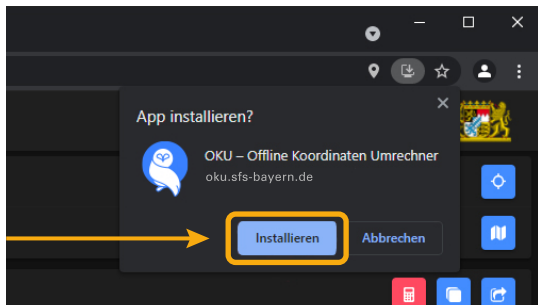 App installieren?
OKU – Offline Koordinaten Umrechner
oku.sfs-bayern.de
Installieren
Abbrechen